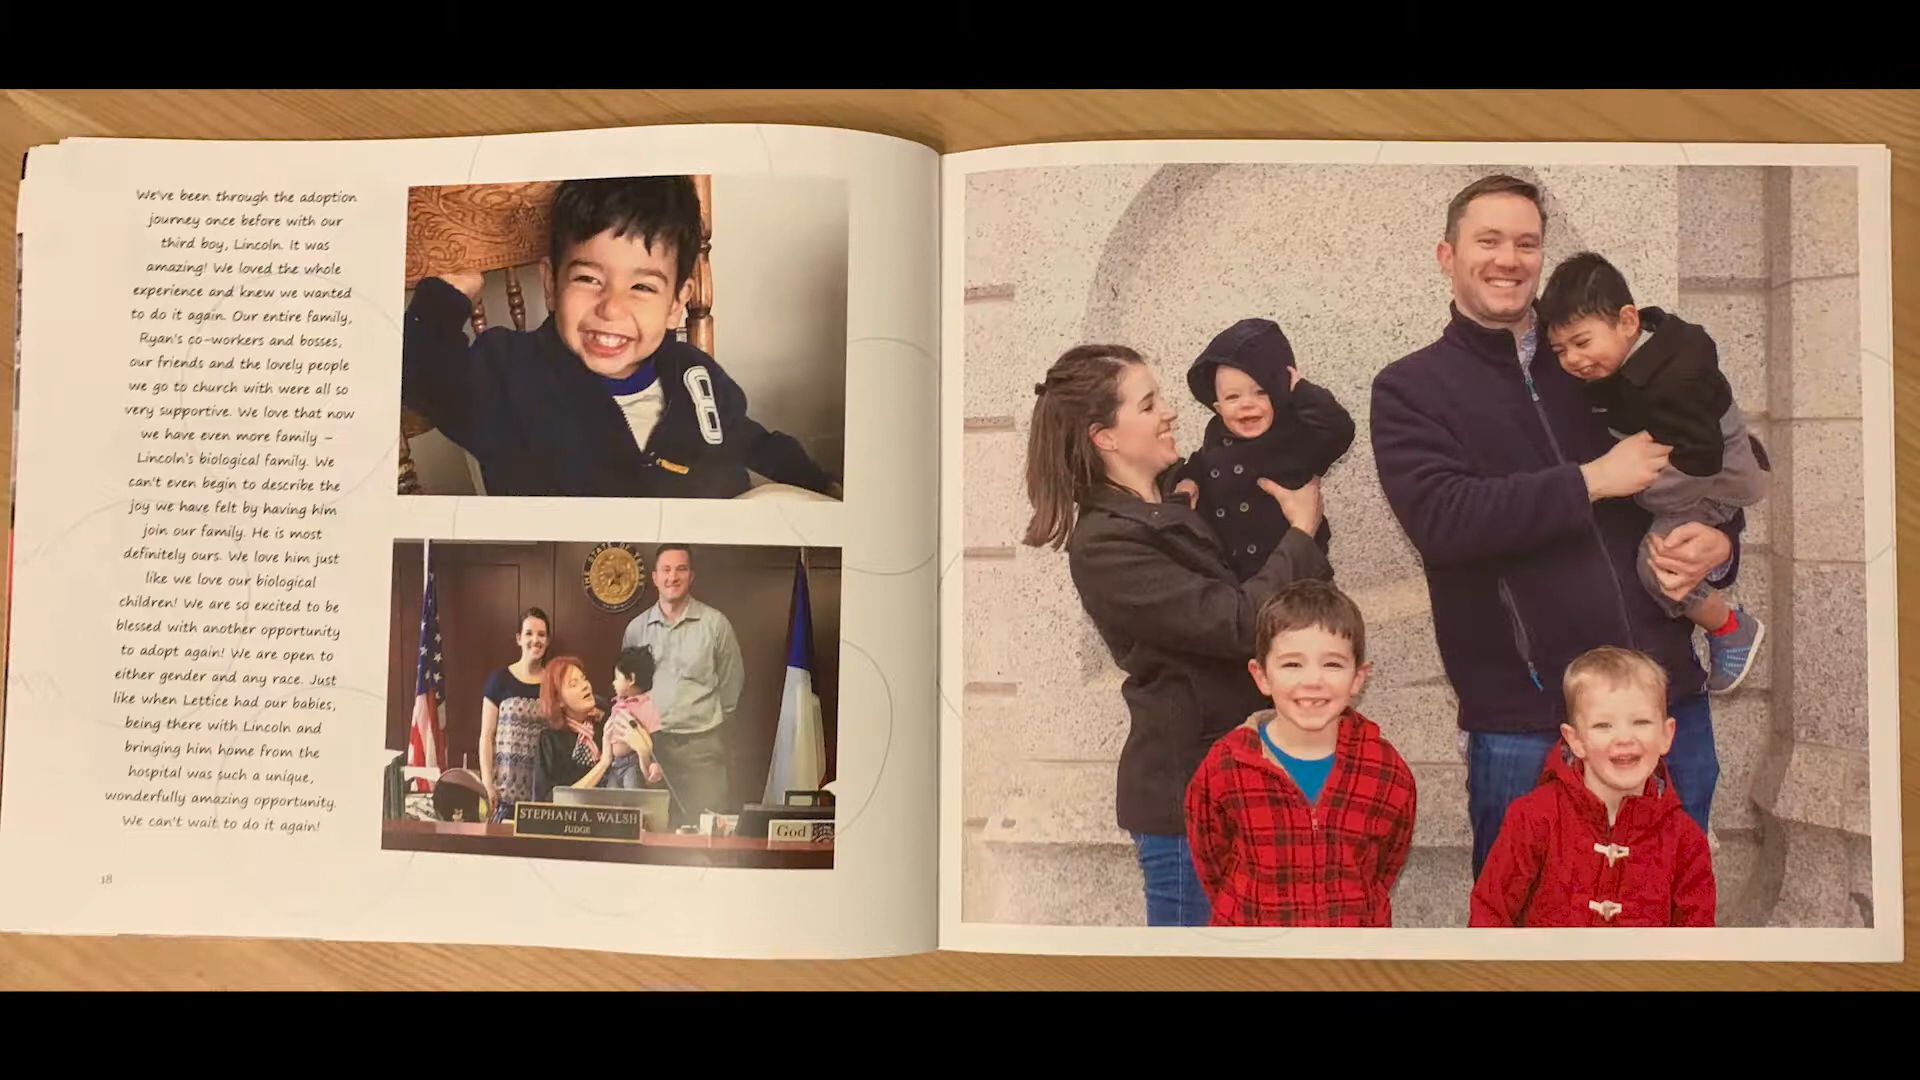 We've been through the adoption
journey once before with our
third boy, Lincoln. It was
amazing! We loved the whole
experience and knew we wanted
to do it again. Our entire family,
Ryan's co-workers and bosses,
our friends and the lovely people
we go to church with were all so
very supportive. We love that now
we have even more family –
Lincoln's biological family. We
can't even begin to describe the
joy we have felt by having him
join our family. He is most
definitely ours. We love him just
like we love our biological
children! We are so excited to be
blessed with another opportunity
to adopt again! We are open to
either gender and any race. Just
like when Lettice had our babies,
being there with Lincoln and
bringing him home from the
hospital was such a unique,
wonderfully amazing opportunity.
We can't wait to do it again!
18
THE STATE OF TEXAS
STEPHANI A. WALSH
JUDGE
God